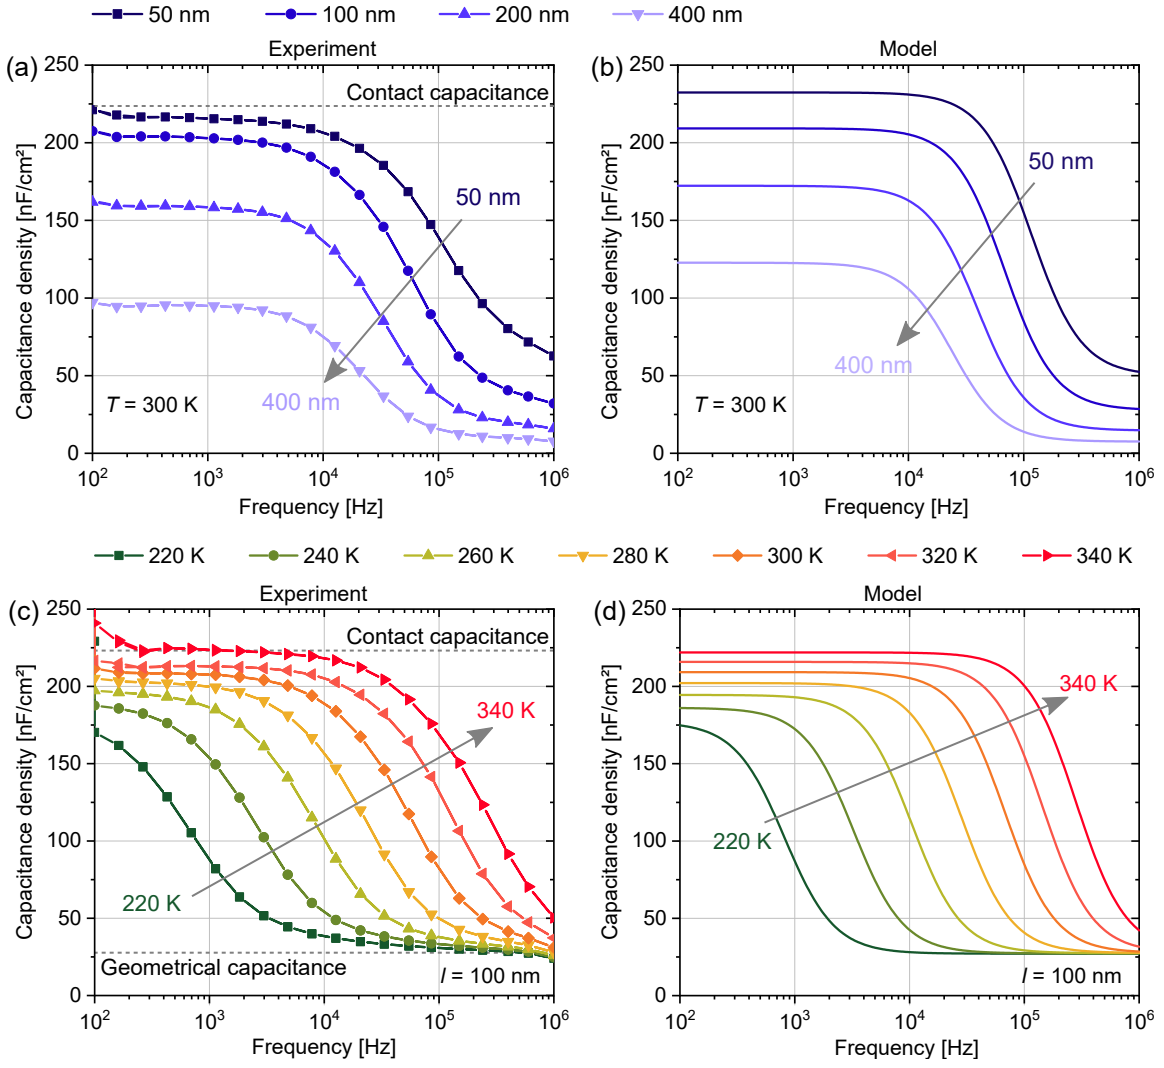 50 nm 100 nm 200 nm 400 nm
Experiment
(a)
250
200
150
100
50
0
Capacitance density [nF/cm²]
Contact capacitance
50 nm
400 nm
T = 300 K
10² 10³ 10⁴ 10⁵ 10⁶
Frequency [Hz]
Model
(b)
250
200
150
100
50
0
Capacitance density [nF/cm²]
50 nm
400 nm
T = 300 K
10² 10³ 10⁴ 10⁵ 10⁶
Frequency [Hz]
220 K 240 K 260 K 280 K 300 K 320 K 340 K
Experiment
(c)
250
200
150
100
50
0
Capacitance density [nF/cm²]
Contact capacitance
340 K
220 K
Geometrical capacitance
l = 100 nm
10² 10³ 10⁴ 10⁵ 10⁶
Frequency [Hz]
Model
(d)
250
200
150
100
50
0
Capacitance density [nF/cm²]
340 K
220 K
l = 100 nm
10² 10³ 10⁴ 10⁵ 10⁶
Frequency [Hz]